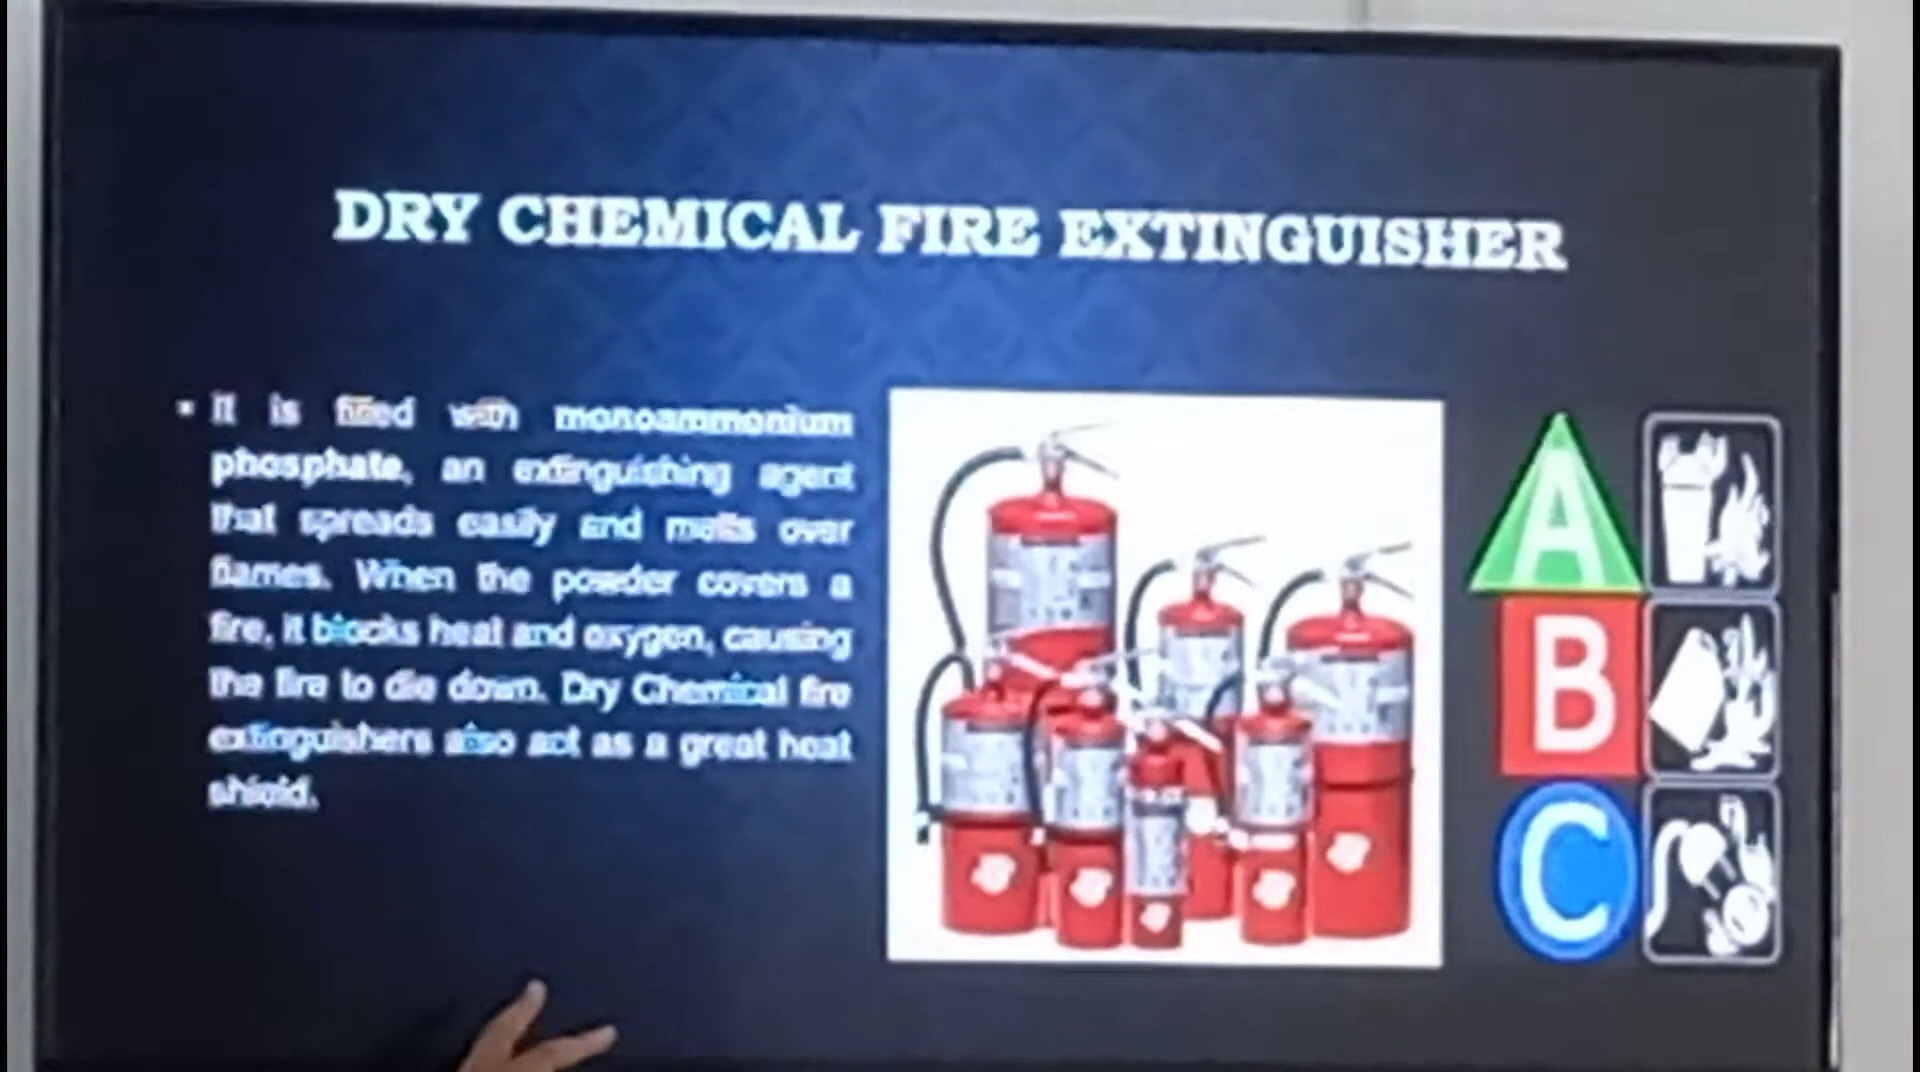 DRY CHEMICAL FIRE EXTINGUISHER
▪ It is filled with monoammonium
phosphate, an extinguishing agent
that spreads easily and melts over
flames. When the powder covers a
fire, it blocks heat and oxygen, causing
the fire to die down. Dry Chemical fire
extinguishers also act as a great heat
shield.
A
B
C